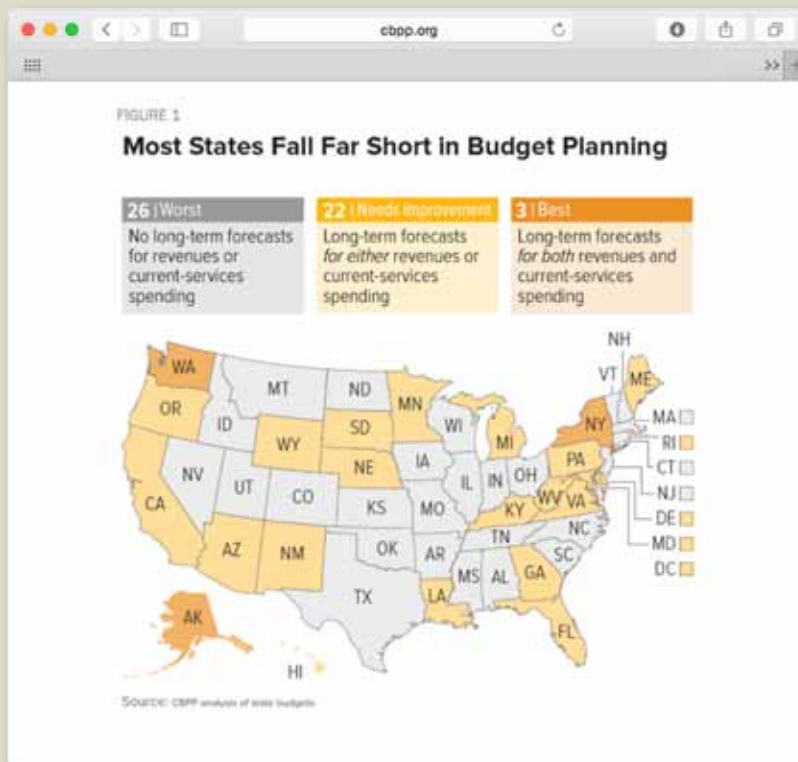 cbpp.org
>>
FIGURE 1
Most States Fall Far Short in Budget Planning
26 | Worst
No long-term forecasts
for revenues or
current-services
spending
22 | Needs improvement
Long-term forecasts
for either revenues or
current-services
spending
3 | Best
Long-term forecasts
for both revenues and
current-services
spending
NH
VT
ME
WA
MT
ND
MN
OR
ID
WY
SD
WI
MI
NY
MA
RI
CT
NJ
DE
MD
DC
NV
UT
CO
NE
IA
IL
IN
OH
PA
CA
KS
MO
KY
WV
VA
AZ
NM
OK
AR
TN
NC
SC
TX
LA
MS
AL
GA
FL
AK
HI
Source: CBPP analysis of state budgets